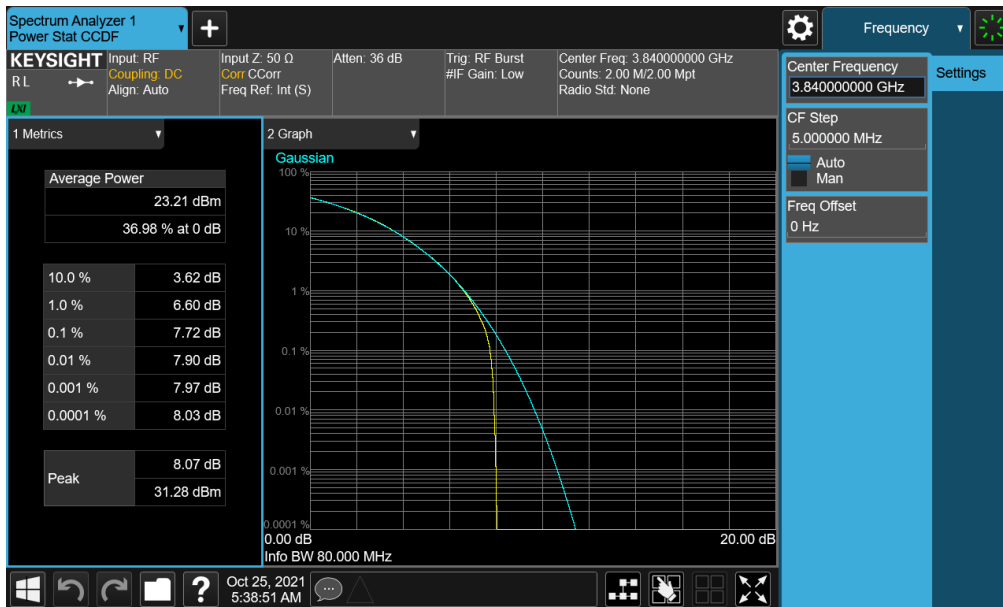 Spectrum Analyzer 1
Power Stat CCDF
Frequency
KEYSIGHT
R L
LXI
Input: RF
Coupling: DC
Align: Auto
Input Z: 50 Ω
Corr CCorr
Freq Ref: Int (S)
Atten: 36 dB
Trig: RF Burst
#IF Gain: Low
Center Freq: 3.840000000 GHz
Counts: 2.00 M/2.00 Mpt
Radio Std: None
Center Frequency
3.840000000 GHz
Settings
CF Step
5.000000 MHz
Auto
Man
Freq Offset
0 Hz
1 Metrics
Average Power
23.21 dBm
36.98 % at 0 dB
10.0 % 3.62 dB
1.0 % 6.60 dB
0.1 % 7.72 dB
0.01 % 7.90 dB
0.001 % 7.97 dB
0.0001 % 8.03 dB
Peak 8.07 dB
31.28 dBm
2 Graph
Gaussian
100 %
10 %
1 %
0.1 %
0.01 %
0.001 %
0.0001 %
0.00 dB 20.00 dB
Info BW 80.000 MHz
?
Oct 25, 2021
5:38:51 AM